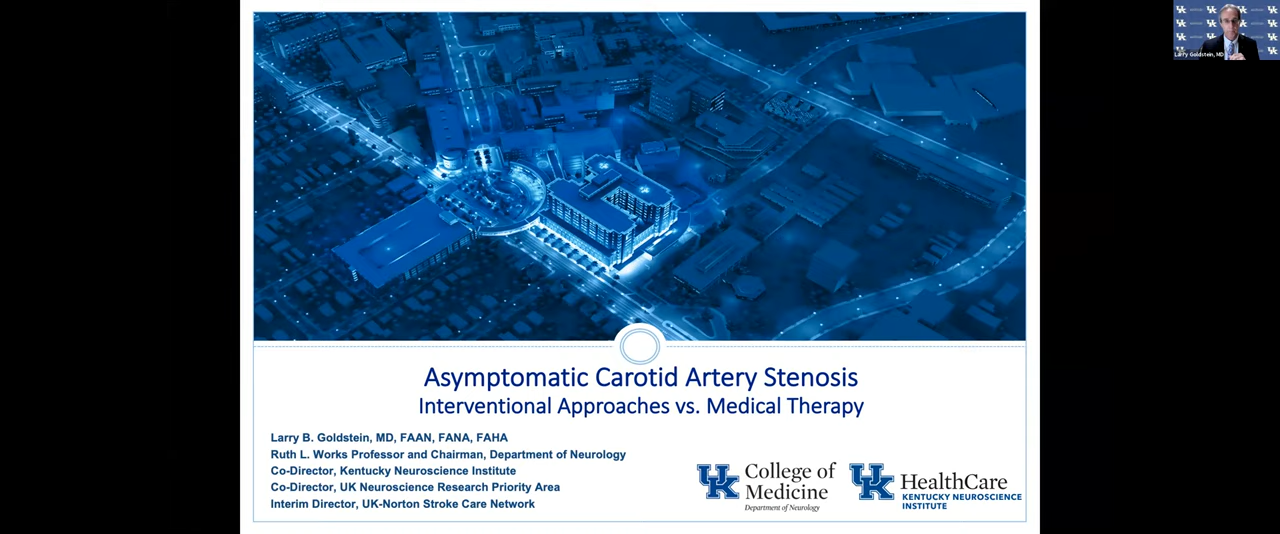 Larry Goldstein, MD
Asymptomatic Carotid Artery Stenosis
Interventional Approaches vs. Medical Therapy
Larry B. Goldstein, MD, FAAN, FANA, FAHA
Ruth L. Works Professor and Chairman, Department of Neurology
Co-Director, Kentucky Neuroscience Institute
Co-Director, UK Neuroscience Research Priority Area
Interim Director, UK-Norton Stroke Care Network
UK College of
Medicine
Department of Neurology
UK HealthCare
KENTUCKY NEUROSCIENCE
INSTITUTE